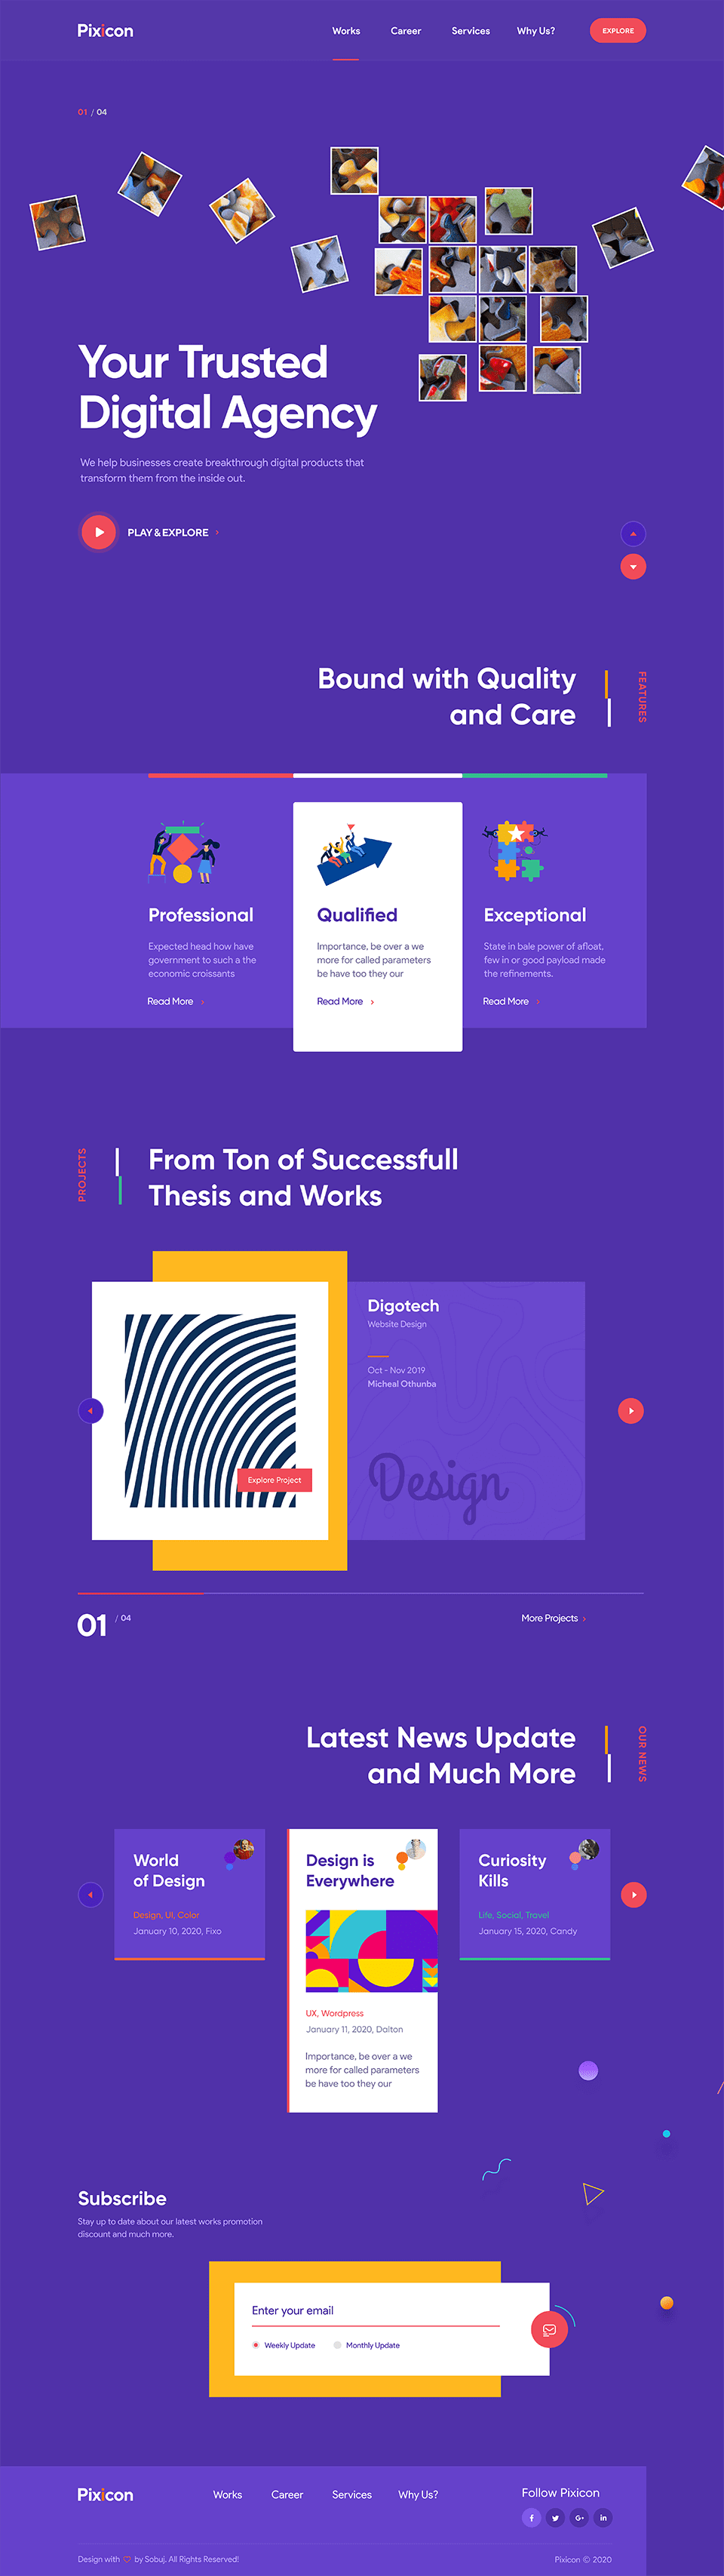 Pixicon
Works Career Services Why Us? EXPLORE
01 / 04
Your Trusted
Digital Agency
We help businesses create breakthrough digital products that
transform them from the inside out.
PLAY & EXPLORE
Bound with Quality
and Care
FEATURES
Professional
Expected head how have
government to such a the
economic croissants
Read More
Qualified
Importance, be over a we
more for called parameters
be have too they our
Read More
Exceptional
State in bale power of afloat,
few in or good payload made
the refinements.
Read More
PROJECTS
From Ton of Successfull
Thesis and Works
Explore Project
Digotech
Website Design
Oct - Nov 2019
Micheal Othunba
Design
01 / 04
More Projects
Latest News Update
and Much More
OUR NEWS
World
of Design
Design, UI, Color
January 10, 2020, Fixo
Design is
Everywhere
UX, Wordpress
January 11, 2020, Dalton
Importance, be over a we
more for called parameters
be have too they our
Curiosity
Kills
Life, Social, Travel
January 15, 2020, Candy
Subscribe
Stay up to date about our latest works promotion
discount and much more.
Enter your email
Weekly Update Monthly Update
Pixicon
Works Career Services Why Us?
Follow Pixicon
f G+ in
Design with ♡ by Sobuj. All Rights Reserved!
Pixicon © 2020